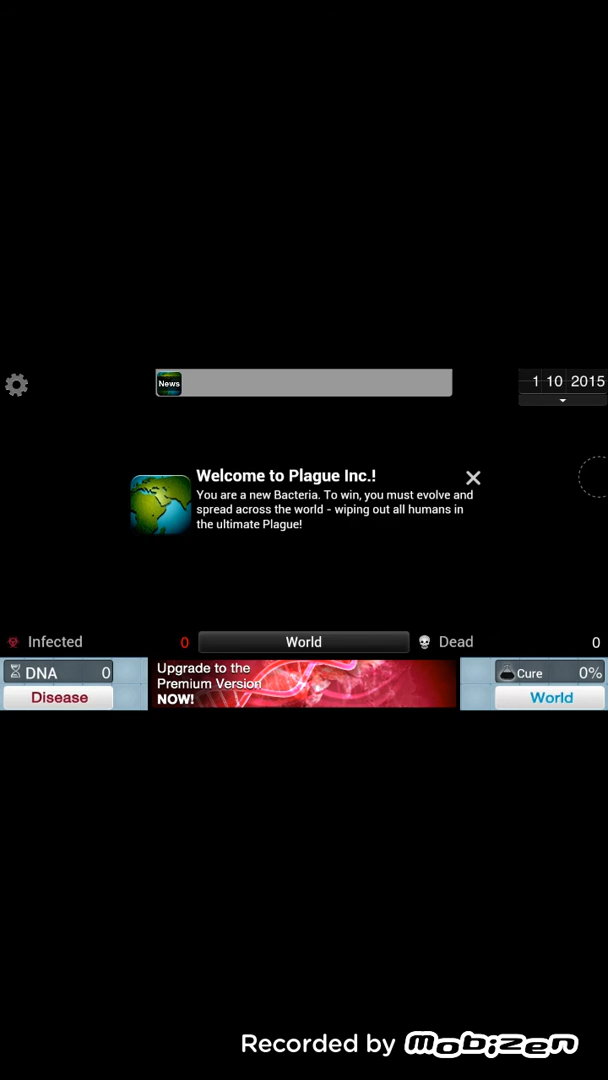 News
1 10 2015
Welcome to Plague Inc.!
You are a new Bacteria. To win, you must evolve and
spread across the world - wiping out all humans in
the ultimate Plague!
Infected 0 World Dead 0
DNA 0
Disease
Upgrade to the
Premium Version
NOW!
Cure 0%
World
Recorded by mobizen